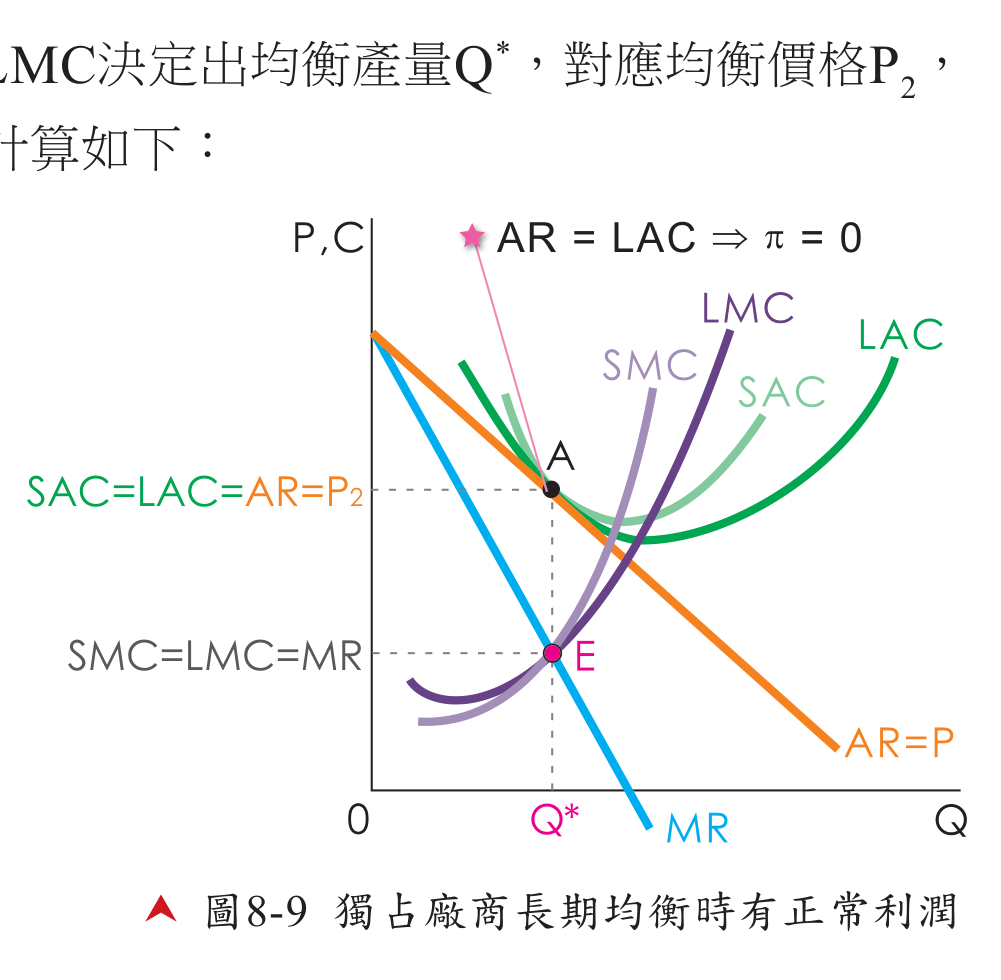 LMC決定出均衡產量Q*，對應均衡價格P₂，
計算如下：
P,C
AR = LAC ⇒ π = 0
LMC
LAC
SMC
SAC
A
SAC=LAC=AR=P₂
SMC=LMC=MR
E
AR=P
0
Q*
Q
MR
圖8-9 獨占廠商長期均衡時有正常利潤